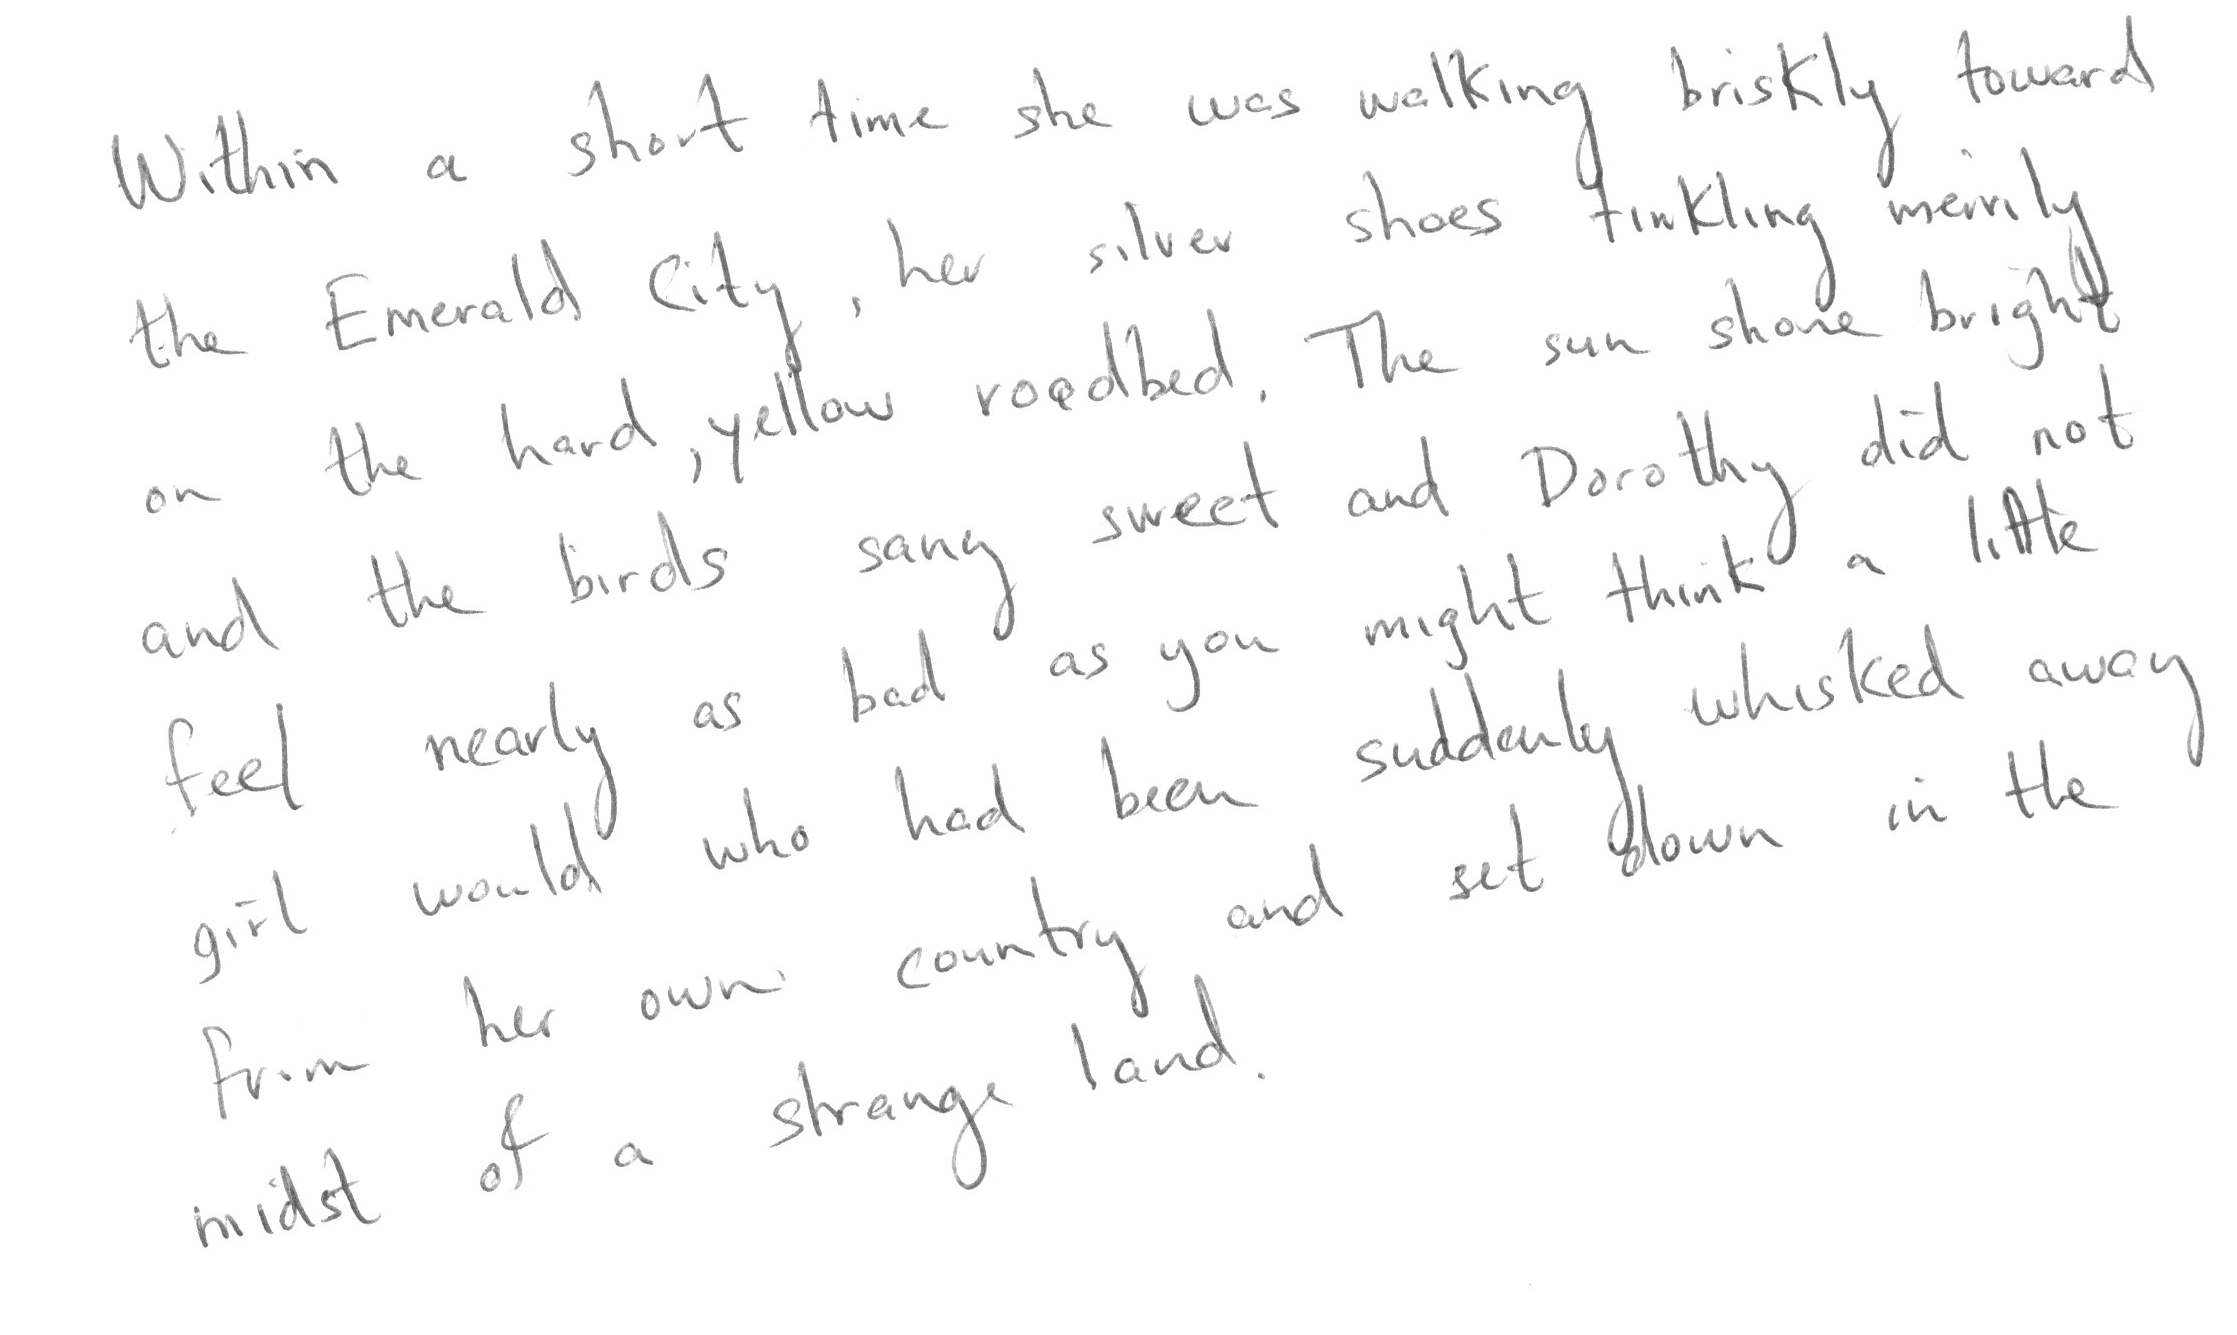 Within a short time she was walking briskly toward
the Emerald City, her silver shoes tinkling merrily
on the hard, yellow roadbed. The sun shone bright
and the birds sang sweet and Dorothy did not
feel nearly as bad as you might think a little
girl would who had been suddenly whisked away
from her own country and set down in the
midst of a strange land.